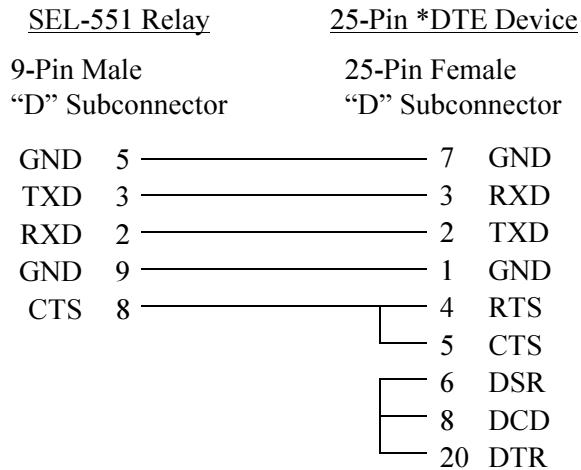 SEL-551 Relay 25-Pin *DTE Device
9-Pin Male 25-Pin Female
“D” Subconnector “D” Subconnector
GND 5 7 GND
TXD 3 3 RXD
RXD 2 2 TXD
GND 9 1 GND
CTS 8 4 RTS
5 CTS
6 DSR
8 DCD
20 DTR